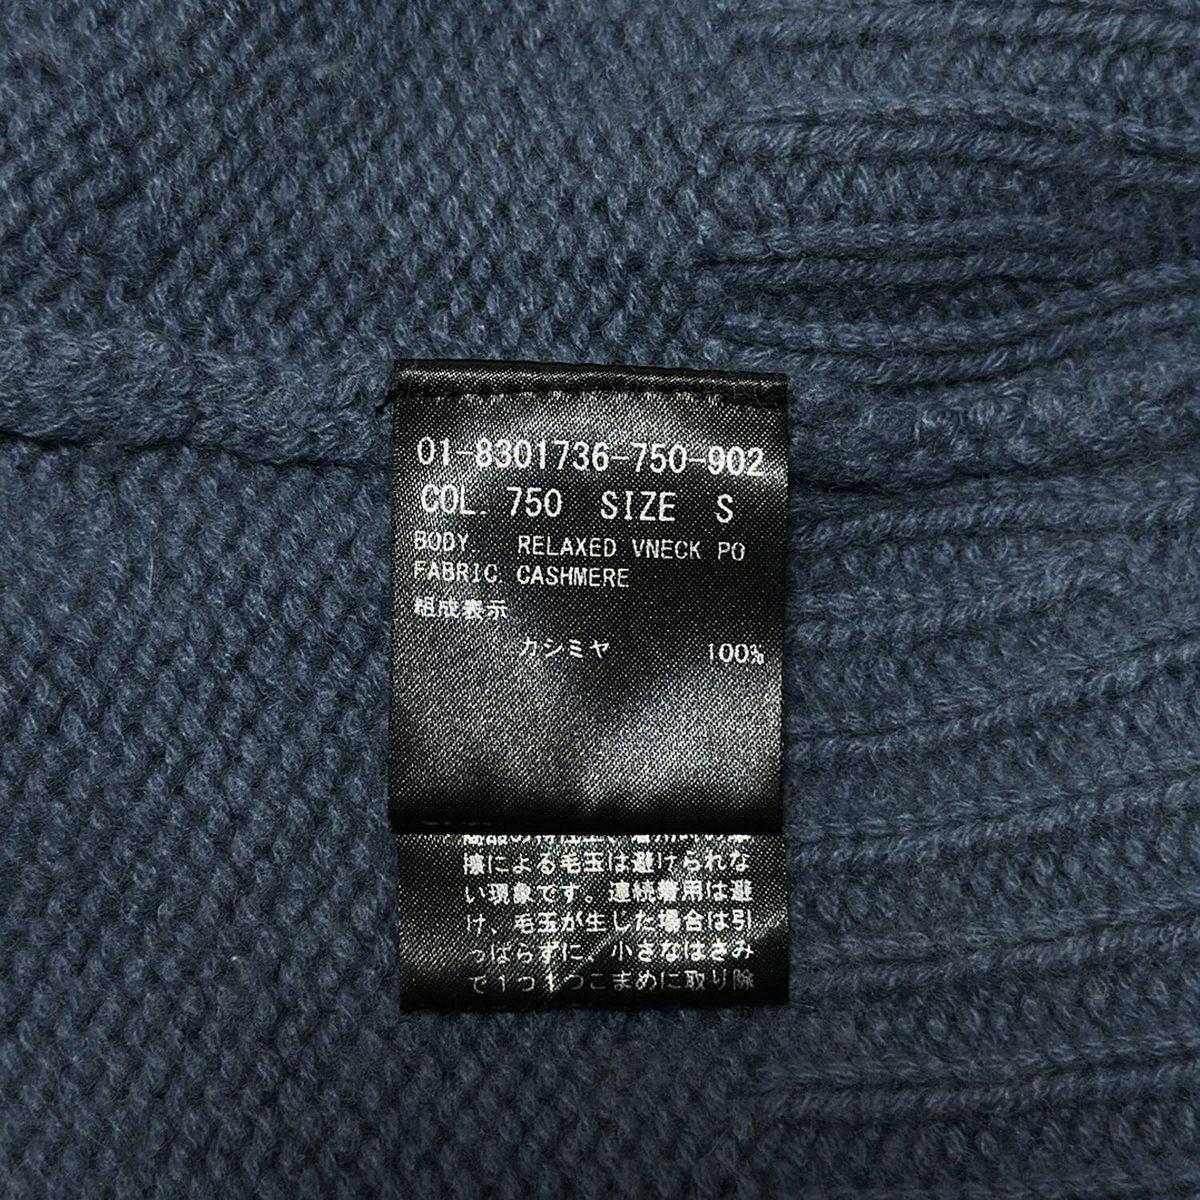 01-8301736-750-902
COL. 750 SIZE S
BODY RELAXED VNECK PO
FABRIC CASHMERE
組成表示
カシミヤ 100%
擦による毛玉は避けられな
い現象です。連続着用は避
け、毛玉が生した場合は引
っぱらずに、小さなはさみ
で1つ1つこまめに取り除